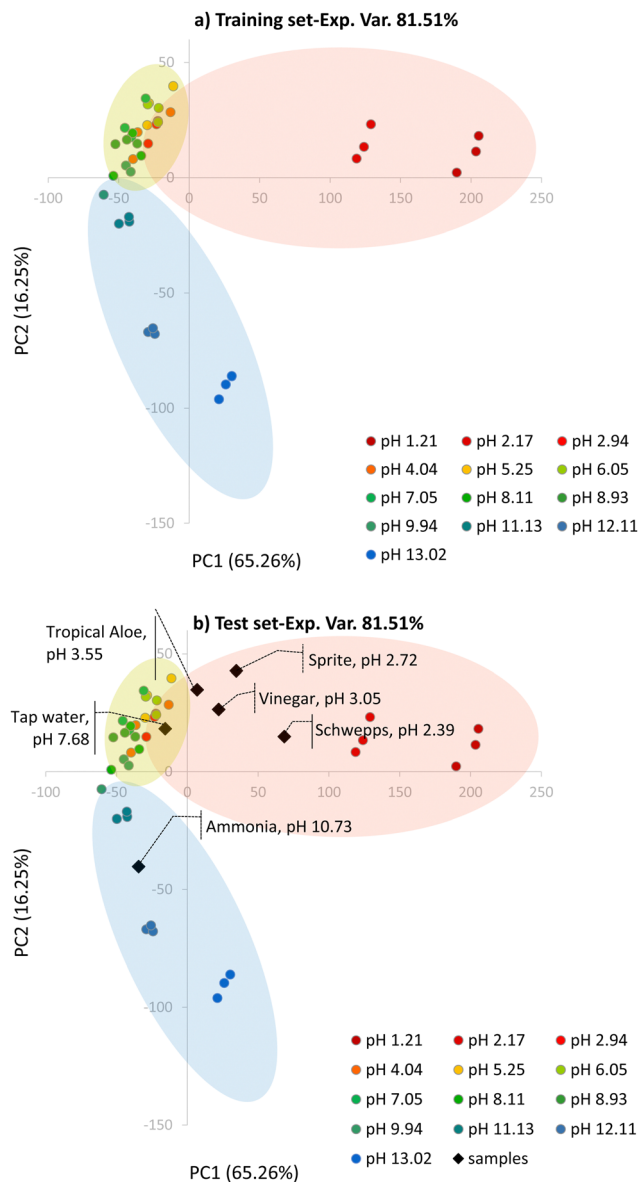 a) Training set-Exp. Var. 81.51%
50
0
-100
-50
0
50
100
150
200
250
-50
-100
-150
PC2 (16.25%)
PC1 (65.26%)
pH 1.21
pH 2.17
pH 2.94
pH 4.04
pH 5.25
pH 6.05
pH 7.05
pH 8.11
pH 8.93
pH 9.94
pH 11.13
pH 12.11
pH 13.02
b) Test set-Exp. Var. 81.51%
Tropical Aloe,
pH 3.55
Sprite, pH 2.72
Vinegar, pH 3.05
Tap water,
pH 7.68
Schwepps, pH 2.39
Ammonia, pH 10.73
50
0
-100
-50
0
50
100
150
200
250
-50
-100
-150
PC2 (16.25%)
PC1 (65.26%)
pH 1.21
pH 2.17
pH 2.94
pH 4.04
pH 5.25
pH 6.05
pH 7.05
pH 8.11
pH 8.93
pH 9.94
pH 11.13
pH 12.11
pH 13.02
samples